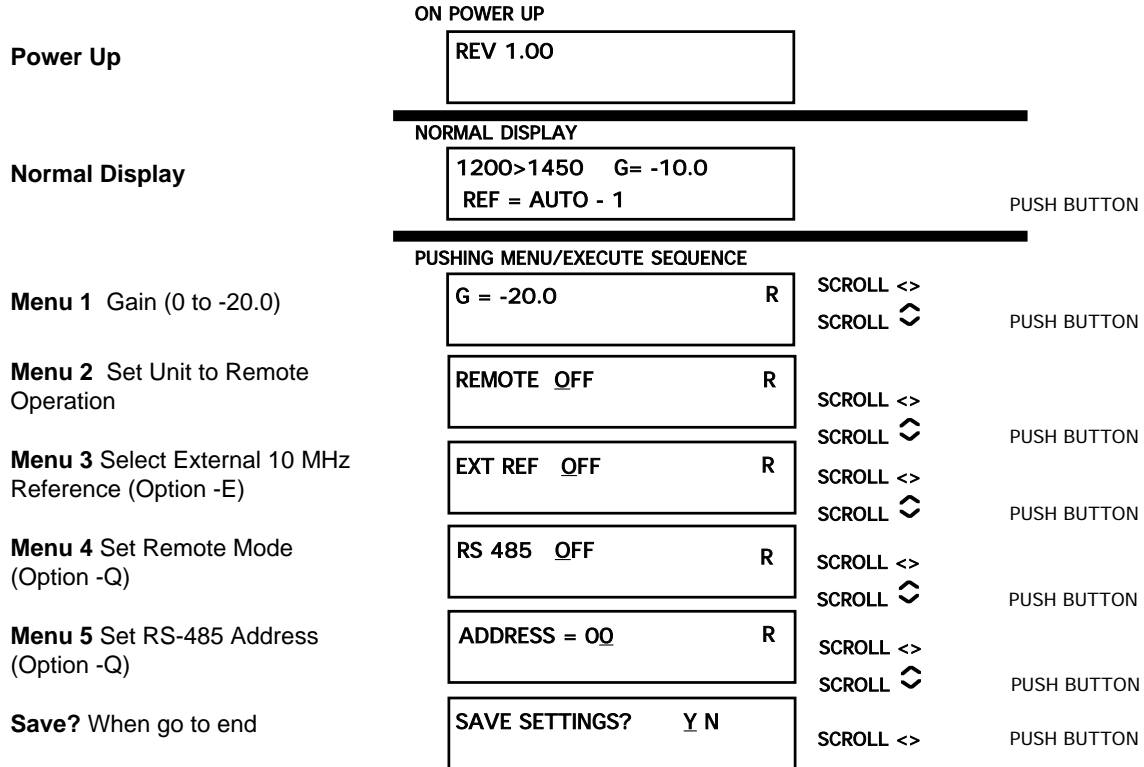 ON POWER UP
Power Up
REV 1.00
NORMAL DISPLAY
Normal Display
1200>1450 G= -10.0
REF = AUTO - 1
PUSH BUTTON
PUSHING MENU/EXECUTE SEQUENCE
Menu 1 Gain (0 to -20.0)
G = -20.0 R
SCROLL <>
SCROLL
PUSH BUTTON
Menu 2 Set Unit to Remote
Operation
REMOTE OFF R
SCROLL <>
SCROLL
PUSH BUTTON
Menu 3 Select External 10 MHz
Reference (Option -E)
EXT REF OFF R
SCROLL <>
SCROLL
PUSH BUTTON
Menu 4 Set Remote Mode
(Option -Q)
RS 485 OFF R
SCROLL <>
SCROLL
PUSH BUTTON
Menu 5 Set RS-485 Address
(Option -Q)
ADDRESS = 00 R
SCROLL <>
SCROLL
PUSH BUTTON
Save? When go to end
SAVE SETTINGS? Y N
SCROLL <>
PUSH BUTTON